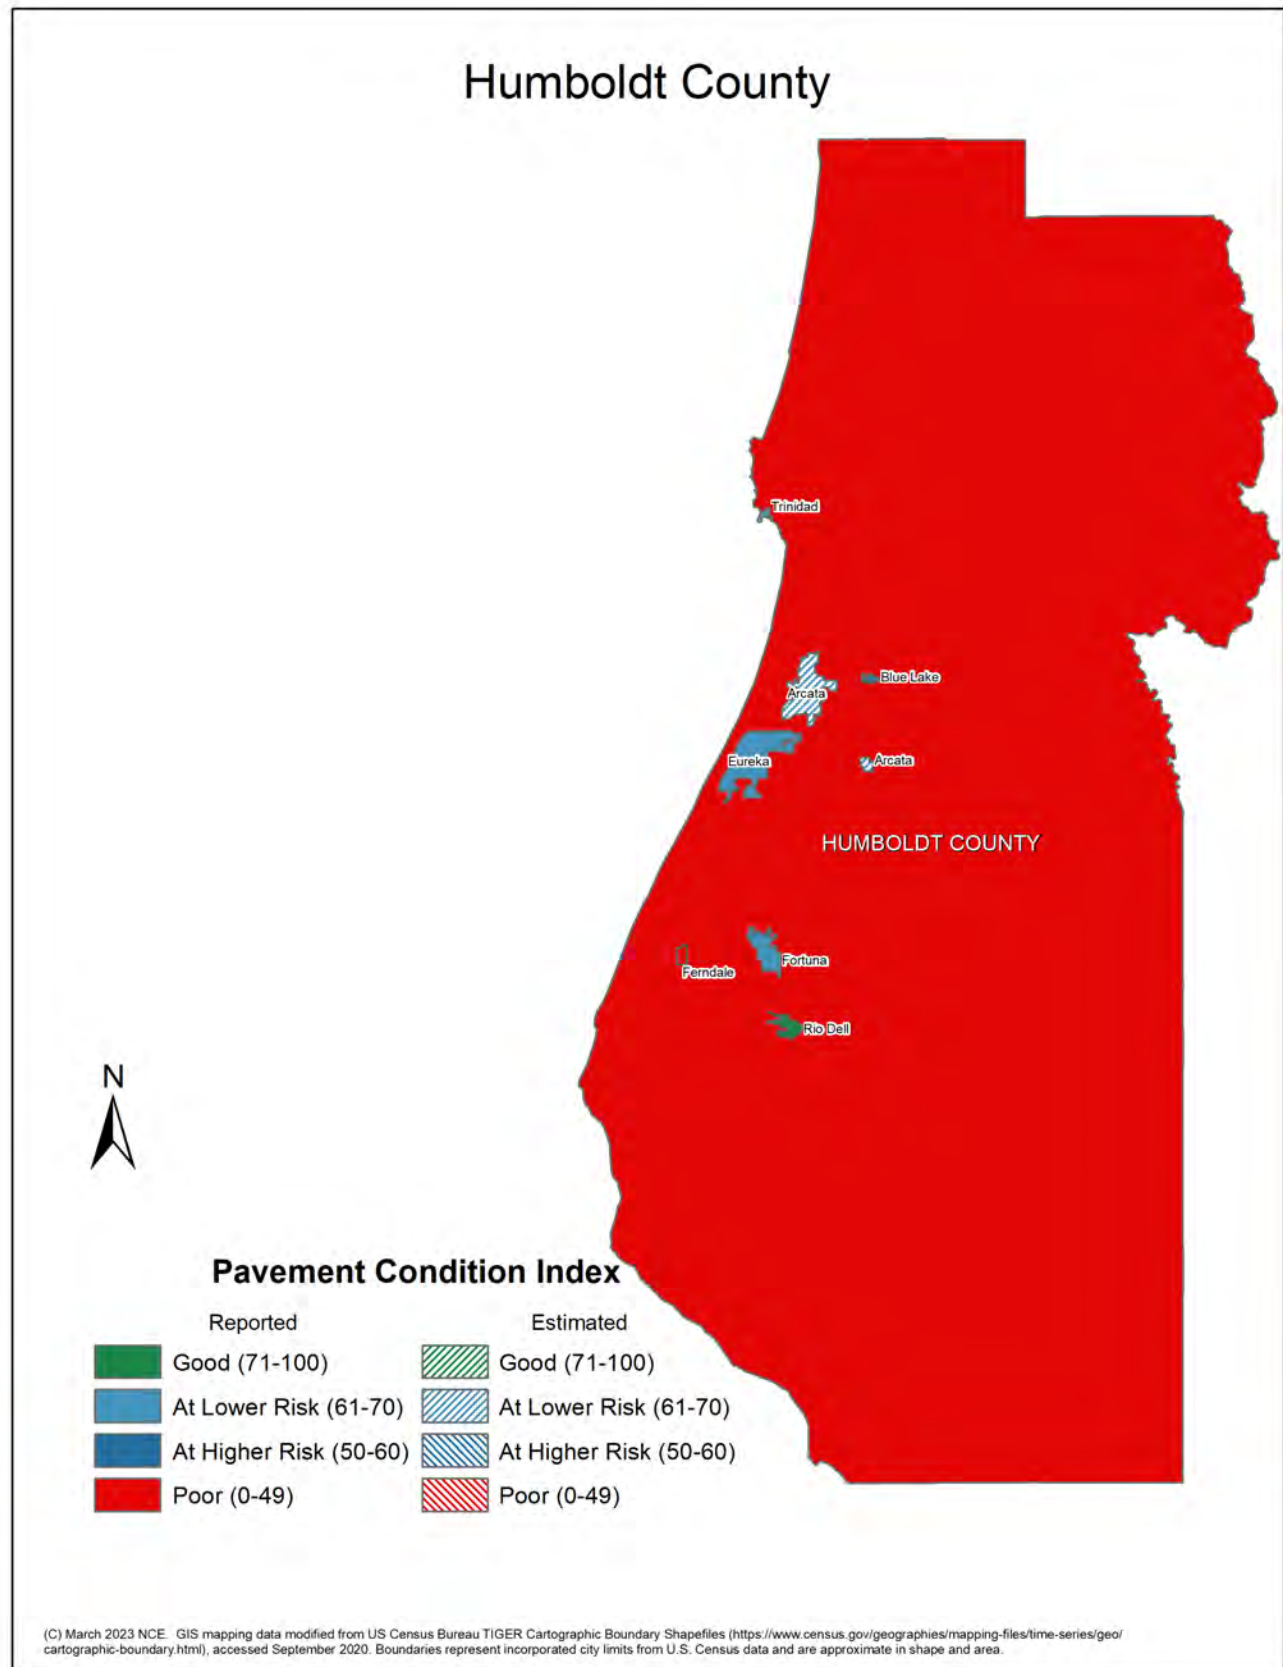 Humboldt County
Trinidad
Blue Lake
Arcata
Eureka
Arcata
HUMBOLDT COUNTY
Fortuna
Ferndale
Rio Dell
N
Pavement Condition Index
Reported Estimated
Good (71-100) Good (71-100)
At Lower Risk (61-70) At Lower Risk (61-70)
At Higher Risk (50-60) At Higher Risk (50-60)
Poor (0-49) Poor (0-49)
(C) March 2023 NCE. GIS mapping data modified from US Census Bureau TIGER Cartographic Boundary Shapefiles (https://www.census.gov/geographies/mapping-files/time-series/geo/
cartographic-boundary.html), accessed September 2020. Boundaries represent incorporated city limits from U.S. Census data and are approximate in shape and area.